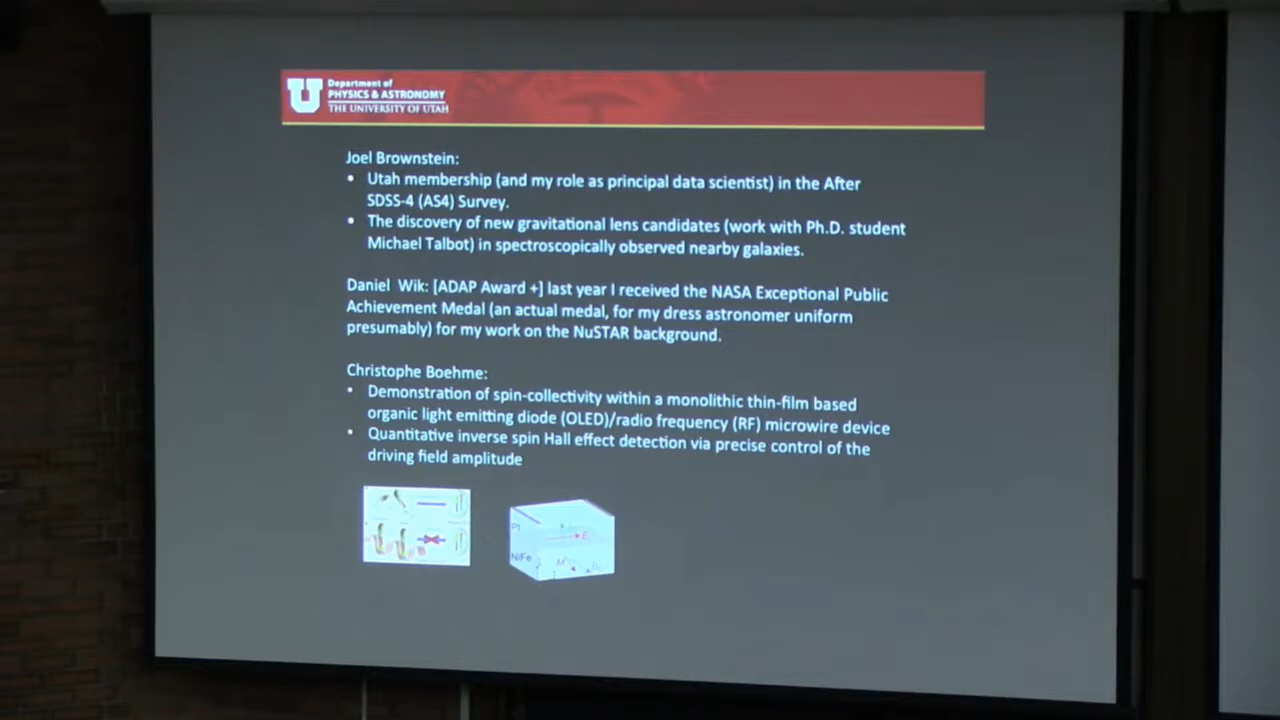 Department of
PHYSICS & ASTRONOMY
THE UNIVERSITY OF UTAH
Joel Brownstein:
• Utah membership (and my role as principal data scientist) in the After
SDSS-4 (AS4) Survey.
• The discovery of new gravitational lens candidates (work with Ph.D. student
Michael Talbot) in spectroscopically observed nearby galaxies.
Daniel Wik: [ADAP Award +] last year I received the NASA Exceptional Public
Achievement Medal (an actual medal, for my dress astronomer uniform
presumably) for my work on the NuSTAR background.
Christophe Boehme:
• Demonstration of spin-collectivity within a monolithic thin-film based
organic light emitting diode (OLED)/radio frequency (RF) microwire device
• Quantitative inverse spin Hall effect detection via precise control of the
driving field amplitude
Pt
NiFe
M